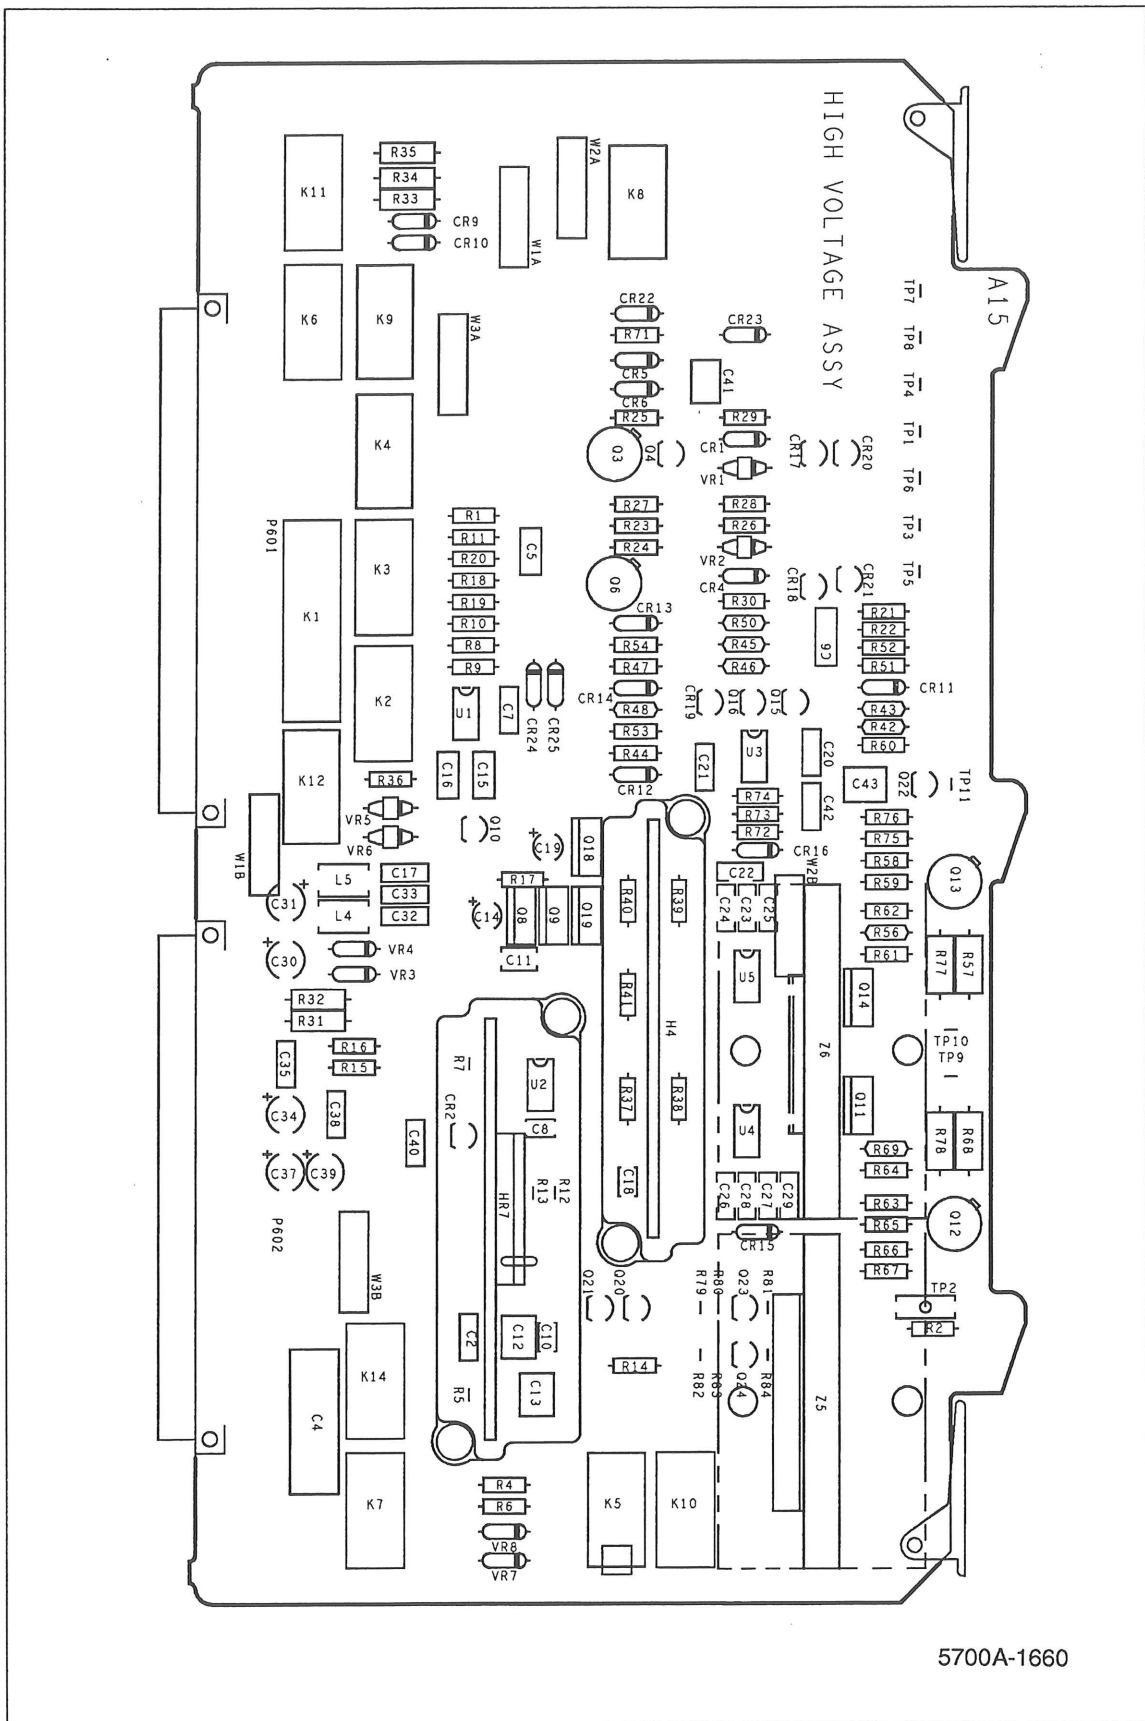 HIGH VOLTAGE ASSY
A15
R35
R34
R33
CR9
CR10
K11
W2A
W1A
K8
K6
K9
W3A
CR22
R71
CR5
CR6
R25
CR23
C41
TP7
TP8
TP4
TP1
TP6
TP3
TP5
K4
Q3
Q4
R29
CR1
VR1
CR17
CR20
P601
K1
K3
R1
R11
R20
R18
R19
R10
R8
R9
C5
R27
R23
R24
Q6
R28
R26
VR2
CR4
R30
R50
R45
R46
CR18
CR21
C6
R21
R22
R52
R51
CR11
R43
R42
R60
CR13
R54
R47
CR14
R48
R53
R44
CR12
K2
U1
C7
CR24
CR25
CR19
Q16
Q15
U3
C20
C21
C42
C43
Q22
TP11
K12
R36
C16
C15
VR5
VR6
Q10
C19
Q18
R74
R73
R72
CR16
R76
R75
R58
R59
Q13
W1B
L5
L4
C17
C33
C32
C31
R17
C14
Q8
Q9
Q19
C11
R40
R39
C22
W2B
C24
C23
C25
R62
R56
R61
R77
R57
C30
VR4
VR3
R32
R31
R41
H4
U5
Z6
Q14
TP10
TP9
C35
R16
R15
R7
U2
R37
R38
U4
Q11
R78
R68
C34
C38
CR2
C8
C40
C37
C39
HR7
R13
R12
C18
C26
C28
C27
C29
R69
R64
R63
R65
R66
R67
Q12
CR15
P602
W3B
Q21
Q20
R79
R80
Q23
R81
TP2
R2
C2
C12
C10
K14
R14
R82
R83
Q24
R84
C4
R5
C13
Z5
K7
R4
R6
VR8
VR7
K5
K10
5700A-1660